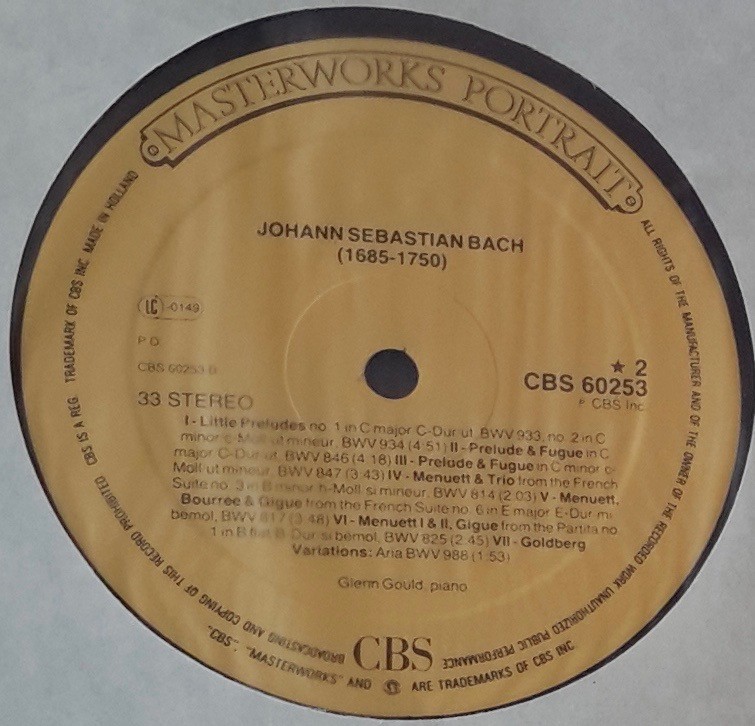 MASTERWORKS PORTRAIT
JOHANN SEBASTIAN BACH
(1685-1750)
LC -0149
P D
CBS 60253 B
33 STEREO
★ 2
CBS 60253
℗ CBS Inc.
I - Little Preludes no. 1 in C major C-Dur ut, BWV 933, no. 2 in C
minor c-Moll ut mineur, BWV 934 (4:51) II - Prelude & Fugue in C
major C-Dur ut, BWV 846 (4:18) III - Prelude & Fugue in C minor c-
Moll ut mineur, BWV 847 (3:43) IV - Menuett & Trio from the French
Suite no. 3 in B minor h-Moll si mineur, BWV 814 (2:03) V - Menuett,
Bourree & Gigue from the French Suite no. 6 in E major E-Dur mi
bémol, BWV 817 (3:48) VI - Menuett I & II, Gigue from the Partita no.
1 in B flat B-Dur si bémol, BWV 825 (2:45) VII - Goldberg
Variations: Aria BWV 988 (1:53)
Glenn Gould, piano
CBS
ALL RIGHTS OF THE MANUFACTURER AND OF THE OWNER OF THE RECORDED WORK UNAUTHORIZED PUBLIC PERFORMANCE
BROADCASTING AND COPYING OF THIS RECORD PROHIBITED CBS IS A REG. TRADEMARK OF CBS INC. MADE IN HOLLAND
"CBS", "MASTERWORKS" AND ARE TRADEMARKS OF CBS INC.